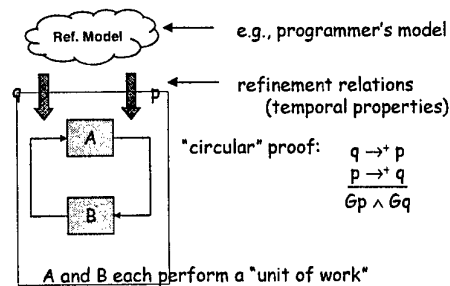 Ref. Model
e.g., programmer's model
q
p
refinement relations
(temporal properties)
A
"circular" proof:
q →⁺ p
p →⁺ q
Gp ∧ Gq
B
A and B each perform a "unit of work"